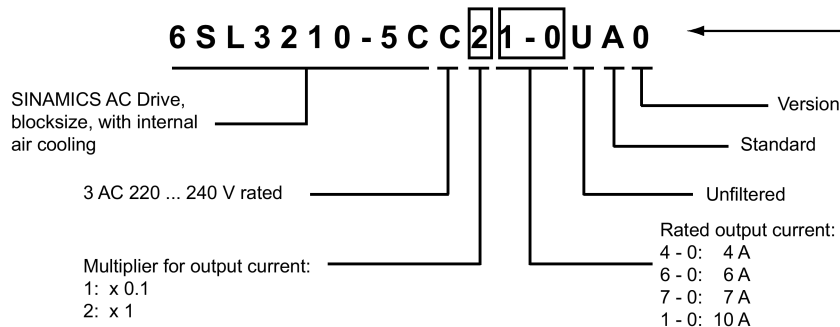 6SL3210-5CC21-0UA0
SINAMICS AC Drive,
blocksize, with internal
air cooling
Version
Standard
3 AC 220 ... 240 V rated
Unfiltered
Multiplier for output current:
1: x 0.1
2: x 1
Rated output current:
4 - 0: 4 A
6 - 0: 6 A
7 - 0: 7 A
1 - 0: 10 A